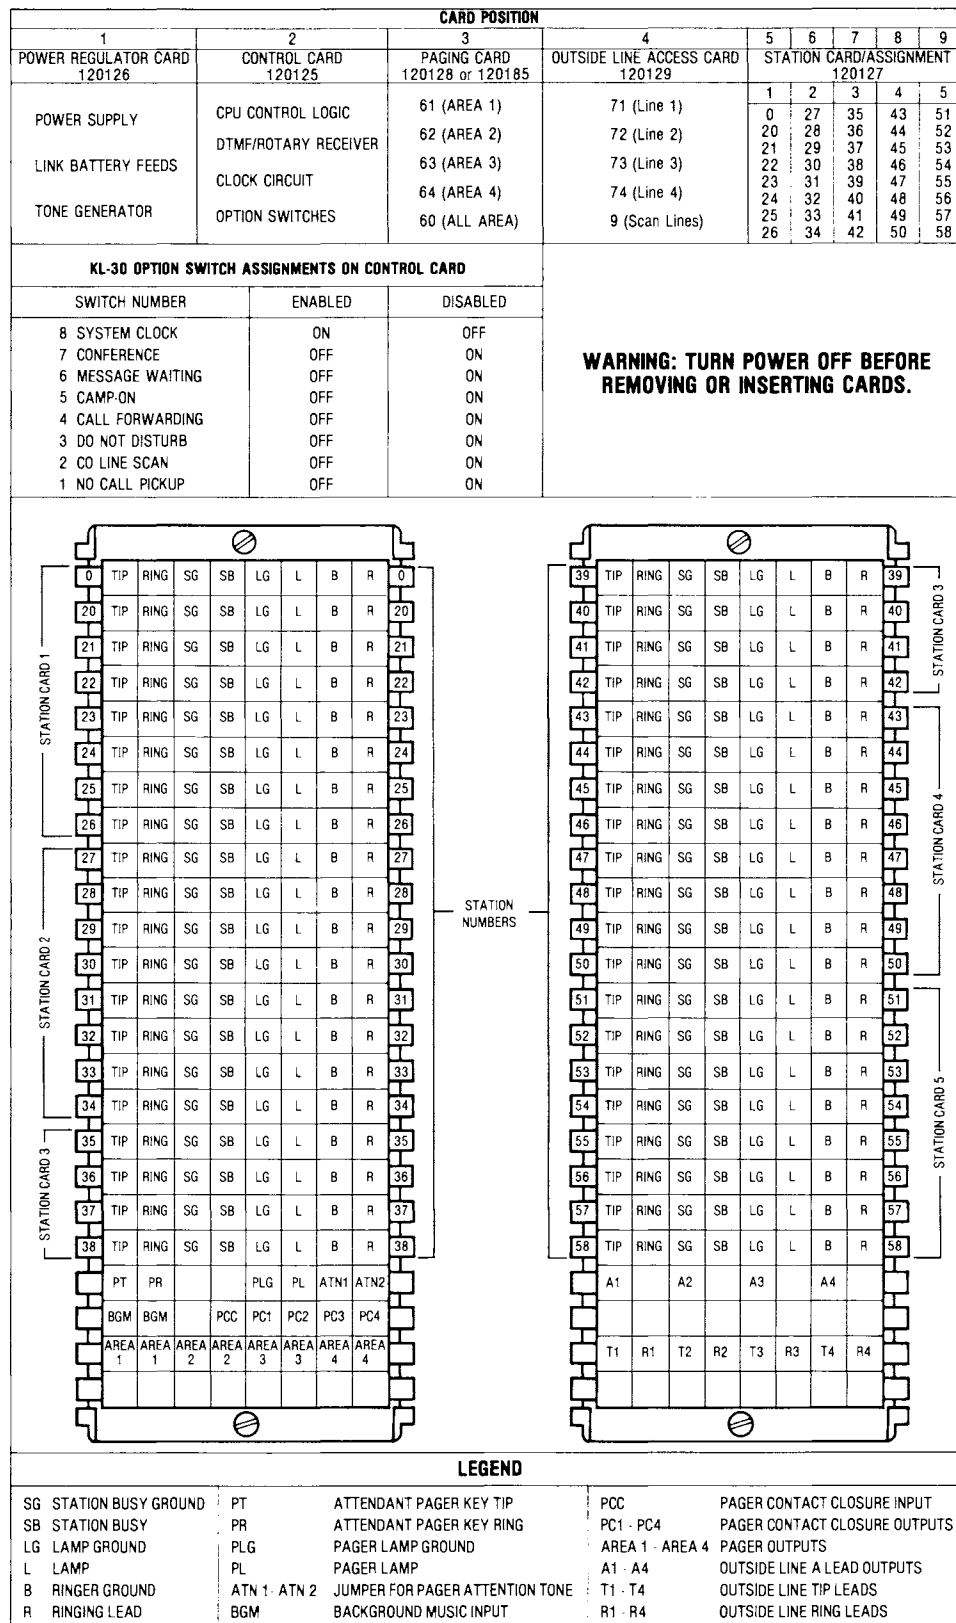 CARD POSITION
1 2 3 4 5 6 7 8 9
POWER REGULATOR CARD CONTROL CARD PAGING CARD OUTSIDE LINE ACCESS CARD STATION CARD/ASSIGNMENT
120126 120125 120128 or 120185 120129 120127
POWER SUPPLY
LINK BATTERY FEEDS
TONE GENERATOR
CPU CONTROL LOGIC
DTMF/ROTARY RECEIVER
CLOCK CIRCUIT
OPTION SWITCHES
61 (AREA 1)
62 (AREA 2)
63 (AREA 3)
64 (AREA 4)
60 (ALL AREA)
71 (Line 1)
72 (Line 2)
73 (Line 3)
74 (Line 4)
9 (Scan Lines)
1 2 3 4 5
0 27 35 43 51
20 28 36 44 52
21 29 37 45 53
22 30 38 46 54
23 31 39 47 55
24 32 40 48 56
25 33 41 49 57
26 34 42 50 58
KL-30 OPTION SWITCH ASSIGNMENTS ON CONTROL CARD
SWITCH NUMBER ENABLED DISABLED
8 SYSTEM CLOCK ON OFF
7 CONFERENCE OFF ON
6 MESSAGE WAITING OFF ON
5 CAMP-ON OFF ON
4 CALL FORWARDING OFF ON
3 DO NOT DISTURB OFF ON
2 CO LINE SCAN OFF ON
1 NO CALL PICKUP OFF ON
WARNING: TURN POWER OFF BEFORE
REMOVING OR INSERTING CARDS.
STATION CARD 1
STATION CARD 2
STATION CARD 3
0 TIP RING SG SB LG L B R 0
20 TIP RING SG SB LG L B R 20
21 TIP RING SG SB LG L B R 21
22 TIP RING SG SB LG L B R 22
23 TIP RING SG SB LG L B R 23
24 TIP RING SG SB LG L B R 24
25 TIP RING SG SB LG L B R 25
26 TIP RING SG SB LG L B R 26
27 TIP RING SG SB LG L B R 27
28 TIP RING SG SB LG L B R 28
29 TIP RING SG SB LG L B R 29
30 TIP RING SG SB LG L B R 30
31 TIP RING SG SB LG L B R 31
32 TIP RING SG SB LG L B R 32
33 TIP RING SG SB LG L B R 33
34 TIP RING SG SB LG L B R 34
35 TIP RING SG SB LG L B R 35
36 TIP RING SG SB LG L B R 36
37 TIP RING SG SB LG L B R 37
38 TIP RING SG SB LG L B R 38
PT PR PLG PL ATN1 ATN2
BGM BGM PCC PC1 PC2 PC3 PC4
AREA AREA AREA AREA AREA AREA AREA AREA
1 1 2 2 3 3 4 4
STATION
NUMBERS
39 TIP RING SG SB LG L B R 39
40 TIP RING SG SB LG L B R 40
41 TIP RING SG SB LG L B R 41
42 TIP RING SG SB LG L B R 42
43 TIP RING SG SB LG L B R 43
44 TIP RING SG SB LG L B R 44
45 TIP RING SG SB LG L B R 45
46 TIP RING SG SB LG L B R 46
47 TIP RING SG SB LG L B R 47
48 TIP RING SG SB LG L B R 48
49 TIP RING SG SB LG L B R 49
50 TIP RING SG SB LG L B R 50
51 TIP RING SG SB LG L B R 51
52 TIP RING SG SB LG L B R 52
53 TIP RING SG SB LG L B R 53
54 TIP RING SG SB LG L B R 54
55 TIP RING SG SB LG L B R 55
56 TIP RING SG SB LG L B R 56
57 TIP RING SG SB LG L B R 57
58 TIP RING SG SB LG L B R 58
A1 A2 A3 A4
T1 R1 T2 R2 T3 R3 T4 R4
STATION CARD 3
STATION CARD 4
STATION CARD 5
LEGEND
SG STATION BUSY GROUND PT ATTENDANT PAGER KEY TIP PCC PAGER CONTACT CLOSURE INPUT
SB STATION BUSY PR ATTENDANT PAGER KEY RING PC1 - PC4 PAGER CONTACT CLOSURE OUTPUTS
LG LAMP GROUND PLG PAGER LAMP GROUND AREA 1 - AREA 4 PAGER OUTPUTS
L LAMP PL PAGER LAMP A1 - A4 OUTSIDE LINE A LEAD OUTPUTS
B RINGER GROUND ATN 1 - ATN 2 JUMPER FOR PAGER ATTENTION TONE T1 - T4 OUTSIDE LINE TIP LEADS
R RINGING LEAD BGM BACKGROUND MUSIC INPUT R1 - R4 OUTSIDE LINE RING LEADS